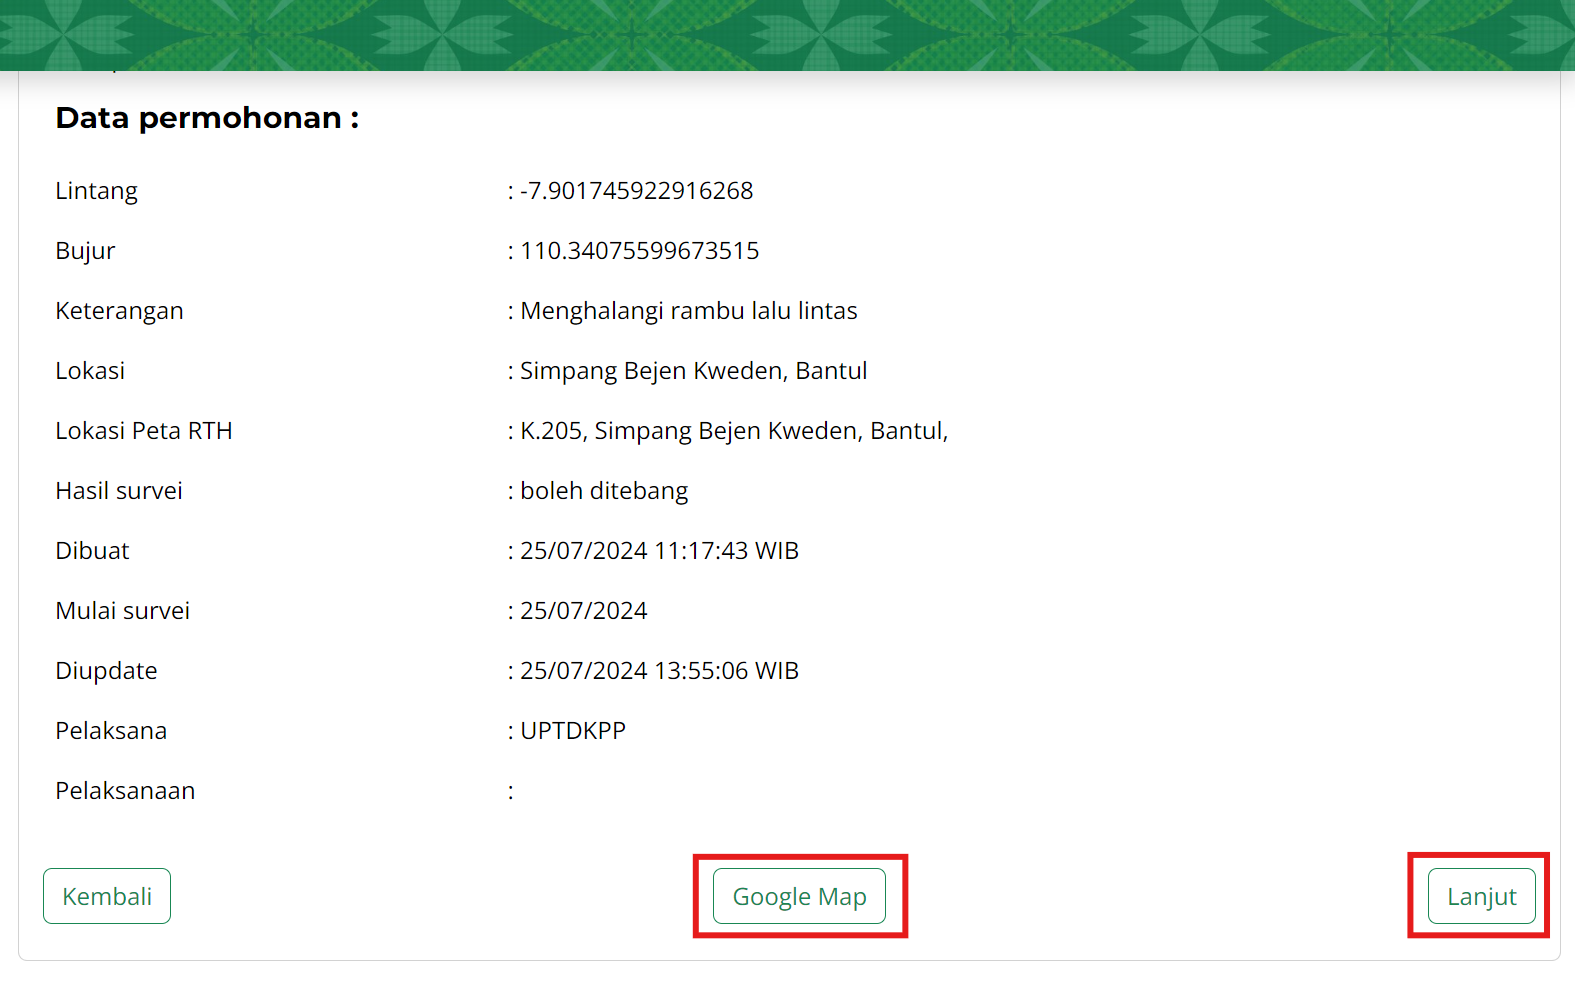 Data permohonan :
Lintang : -7.901745922916268
Bujur : 110.34075599673515
Keterangan : Menghalangi rambu lalu lintas
Lokasi : Simpang Bejen Kweden, Bantul
Lokasi Peta RTH : K.205, Simpang Bejen Kweden, Bantul,
Hasil survei : boleh ditebang
Dibuat : 25/07/2024 11:17:43 WIB
Mulai survei : 25/07/2024
Diupdate : 25/07/2024 13:55:06 WIB
Pelaksana : UPTDKPP
Pelaksanaan :
Kembali Google Map Lanjut